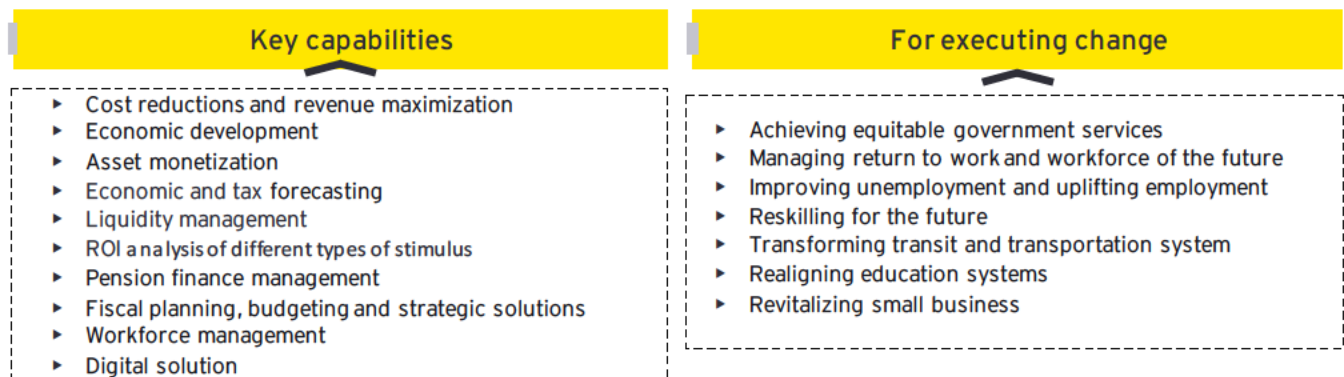 Key capabilities
► Cost reductions and revenue maximization
► Economic development
► Asset monetization
► Economic and tax forecasting
► Liquidity management
► ROI analysis of different types of stimulus
► Pension finance management
► Fiscal planning, budgeting and strategic solutions
► Workforce management
► Digital solution
For executing change
► Achieving equitable government services
► Managing return to work and workforce of the future
► Improving unemployment and uplifting employment
► Reskilling for the future
► Transforming transit and transportation system
► Realigning education systems
► Revitalizing small business